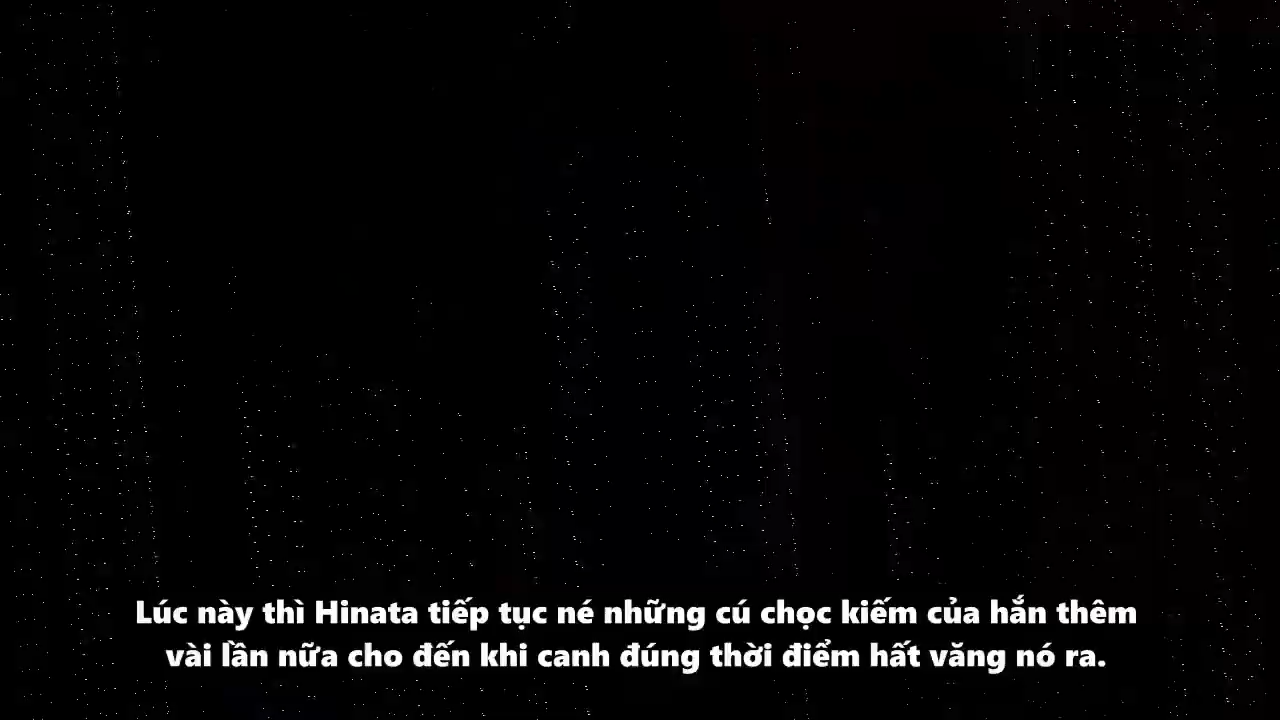 Lúc này thì Hinata tiếp tục né những cú chọc kiếm của hắn thêm
vài lần nữa cho đến khi canh đúng thời điểm hất văng nó ra.